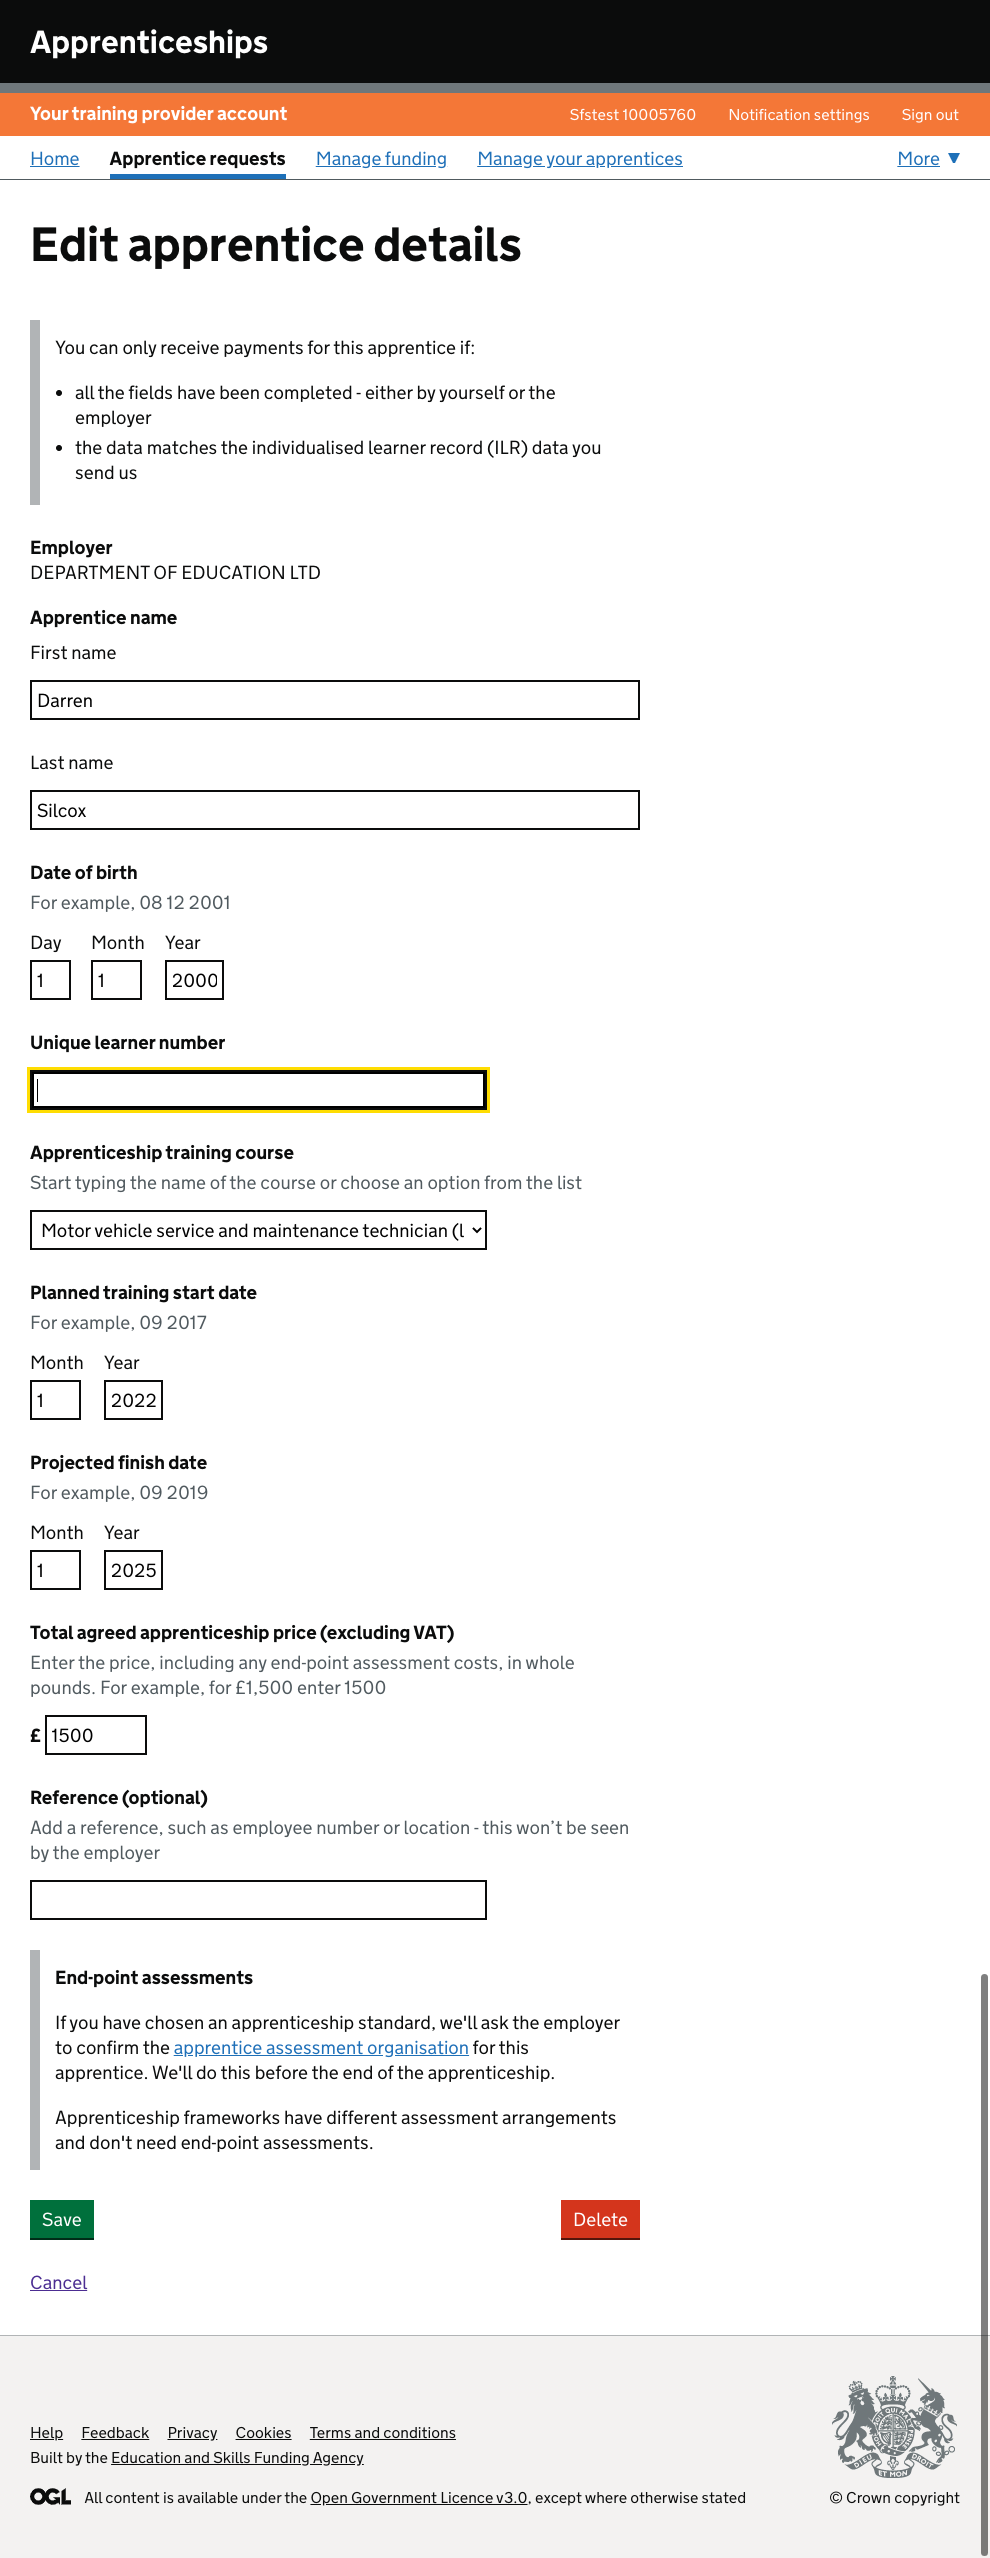 Apprenticeships
Your training provider account
Sfstest 10005760
Notification settings
Sign out
Home
Apprentice requests
Manage funding
Manage your apprentices
More ▼
Edit apprentice details
You can only receive payments for this apprentice if:
• all the fields have been completed - either by yourself or the
employer
• the data matches the individualised learner record (ILR) data you
send us
Employer
DEPARTMENT OF EDUCATION LTD
Apprentice name
First name
Darren
Last name
Silcox
Date of birth
For example, 08 12 2001
Day Month Year
1 1 2000
Unique learner number
Apprenticeship training course
Start typing the name of the course or choose an option from the list
Motor vehicle service and maintenance technician (l
Planned training start date
For example, 09 2017
Month Year
1 2022
Projected finish date
For example, 09 2019
Month Year
1 2025
Total agreed apprenticeship price (excluding VAT)
Enter the price, including any end-point assessment costs, in whole
pounds. For example, for £1,500 enter 1500
£ 1500
Reference (optional)
Add a reference, such as employee number or location - this won’t be seen
by the employer
End-point assessments
If you have chosen an apprenticeship standard, we'll ask the employer
to confirm the apprentice assessment organisation for this
apprentice. We'll do this before the end of the apprenticeship.
Apprenticeship frameworks have different assessment arrangements
and don't need end-point assessments.
Save
Delete
Cancel
Help Feedback Privacy Cookies Terms and conditions
Built by the Education and Skills Funding Agency
OGL All content is available under the Open Government Licence v3.0, except where otherwise stated
DIEU ET MON DROIT
© Crown copyright